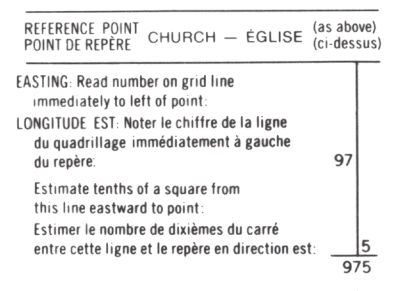 REFERENCE POINT CHURCH — ÉGLISE (as above)
POINT DE REPÈRE (ci-dessus)
EASTING: Read number on grid line
immediately to left of point:
LONGITUDE EST: Noter le chiffre de la ligne
du quadrillage immédiatement à gauche
du repère: 97
Estimate tenths of a square from
this line eastward to point:
Estimer le nombre de dixièmes du carré
entre cette ligne et le repère en direction est: 5
975